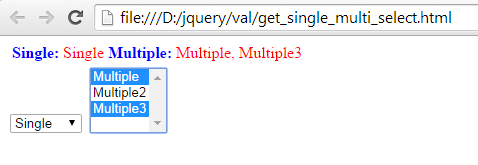 file:///D:/jquery/val/get_single_multi_select.html
Single: Single Multiple: Multiple, Multiple3
Multiple
Multiple2
Multiple3
Single